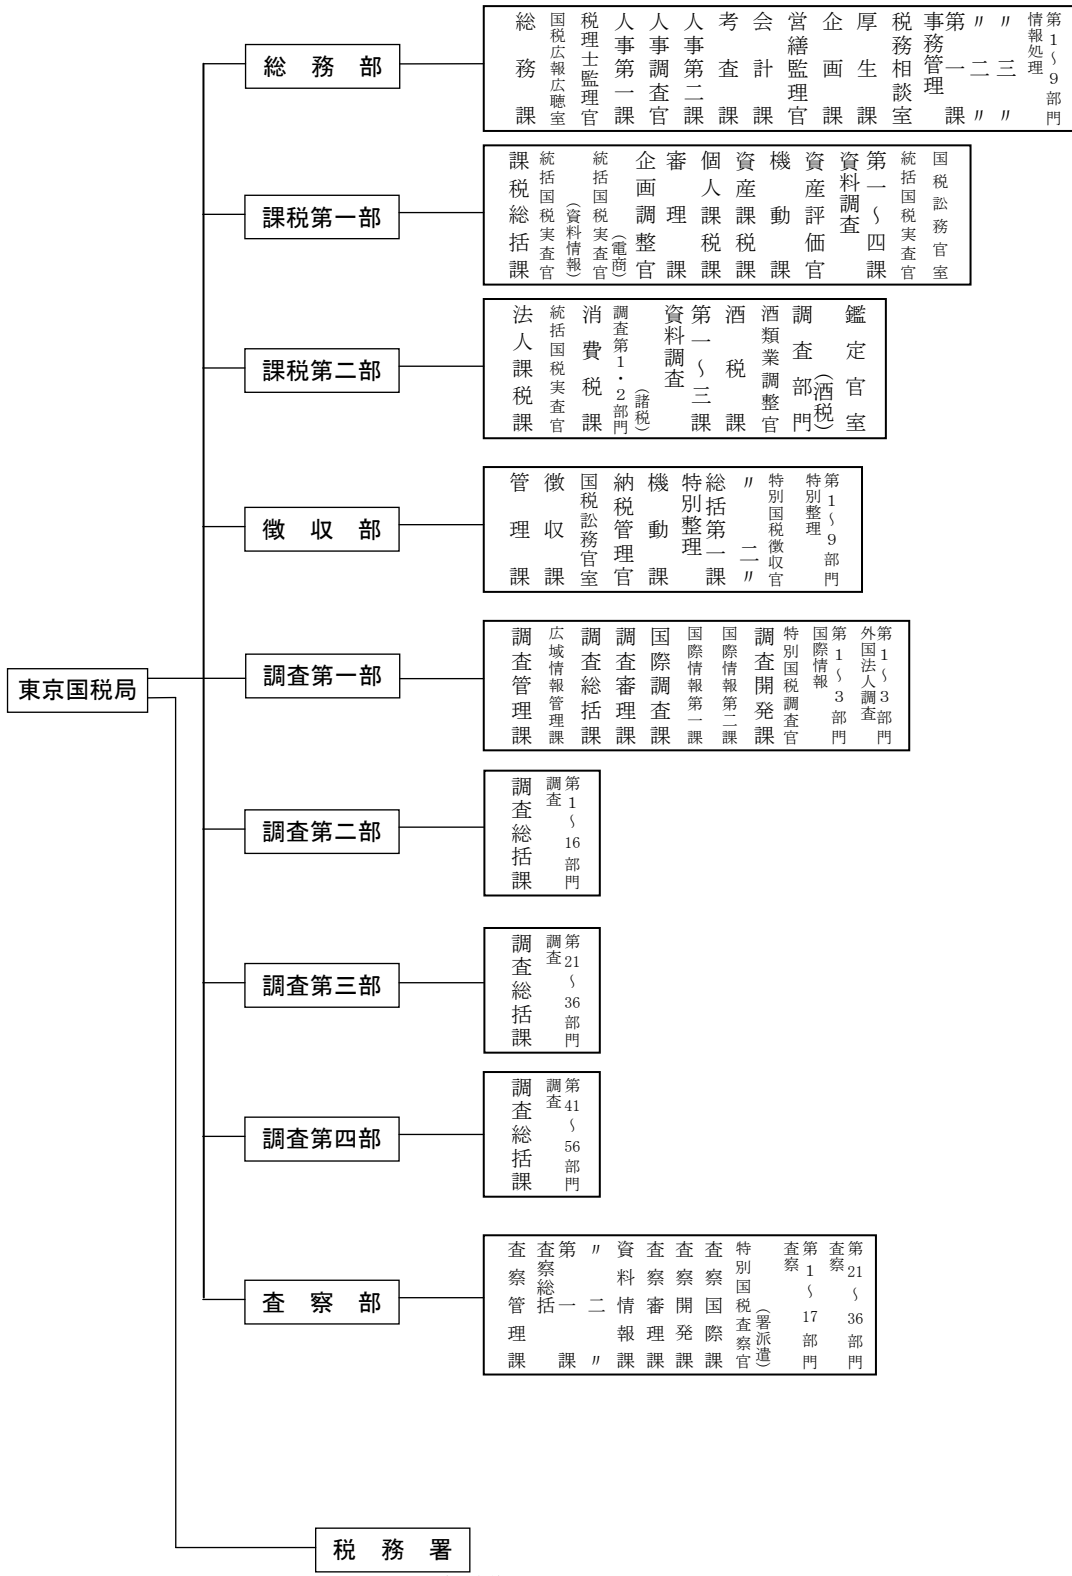 東京国税局
総務部
総務課
国税広報広聴室
税理士監理官
人事第一課
人事調査官
人事第二課
考査課
会計課
営繕監理官
企画課
厚生課
税務相談室
事務管理
第一課
〃二〃
〃三〃
情報処理
第1~9部門
課税第一部
課税総括課
統括国税実査官
(資料情報)
統括国税実査官
(電商)
企画調整官
審理課
個人課税課
資産課税課
機動課
資産評価官
資料調査
第一~四課
統括国税実査官
国税訟務官室
課税第二部
法人課税課
統括国税実査官
消費税課
調査第1・2部門
(諸税)
資料調査
第一~三課
酒税課
酒類業調整官
調査部門
(酒税)
鑑定官室
徴収部
管理課
徴収課
国税訟務官室
納税管理官
機動課
特別整理
総括第一課
〃二〃
特別国税徴収官
特別整理
第1~9部門
調査第一部
調査管理課
広域情報管理課
調査総括課
調査審理課
国際調査課
国際情報第一課
国際情報第二課
調査開発課
特別国税調査官
国際情報
第1~3部門
外国法人調査
第1~3部門
調査第二部
調査総括課
調査
第1~16部門
調査第三部
調査総括課
調査
第21~36部門
調査第四部
調査総括課
調査
第41~56部門
査察部
査察管理課
査察総括
第一課
〃二〃
資料情報課
査察審理課
査察開発課
査察国際課
特別国税査察官
(署派遣)
査察
第1~17部門
査察
第21~36部門
税務署